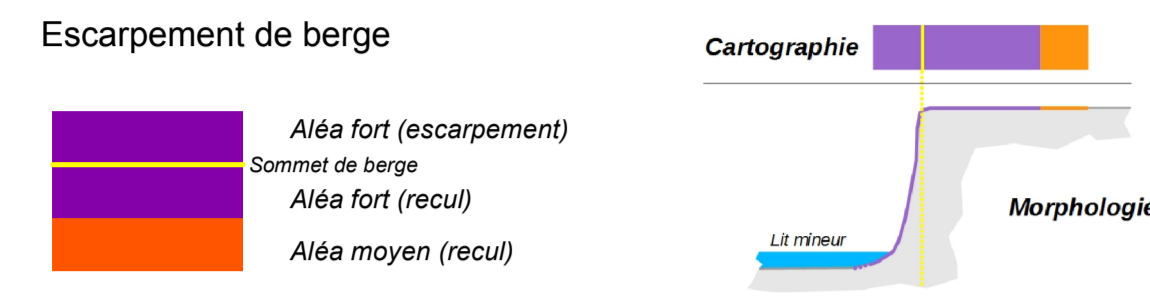 Escarpement de berge
Aléa fort (escarpement)
Sommet de berge
Aléa fort (recul)
Aléa moyen (recul)
Cartographie
Lit mineur
Morphologie